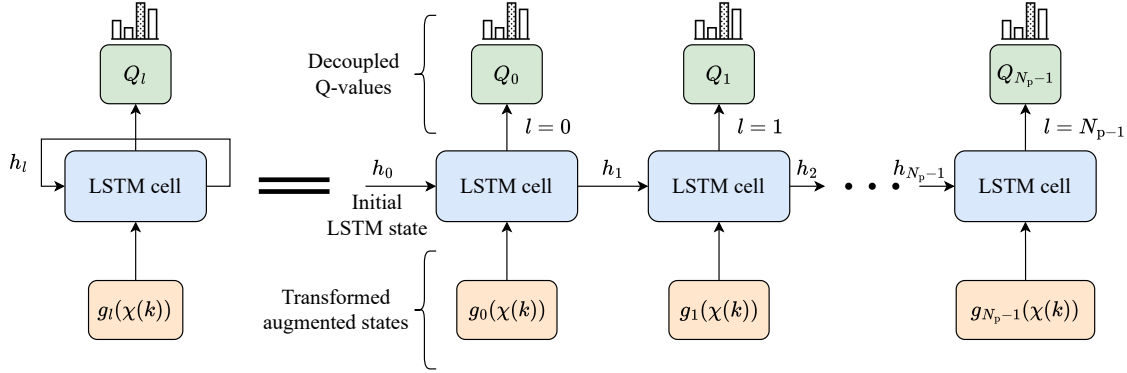 Q_l
h_l
LSTM cell
g_l(χ(k))
Decoupled
Q-values
Q_0
Q_1
Q_{N_p−1}
l = 0
l = 1
l = N_{p−1}
h_0
Initial
LSTM state
LSTM cell
h_1
LSTM cell
h_2
h_{N_p−1}
LSTM cell
Transformed
augmented states
g_0(χ(k))
g_1(χ(k))
g_{N_p−1}(χ(k))